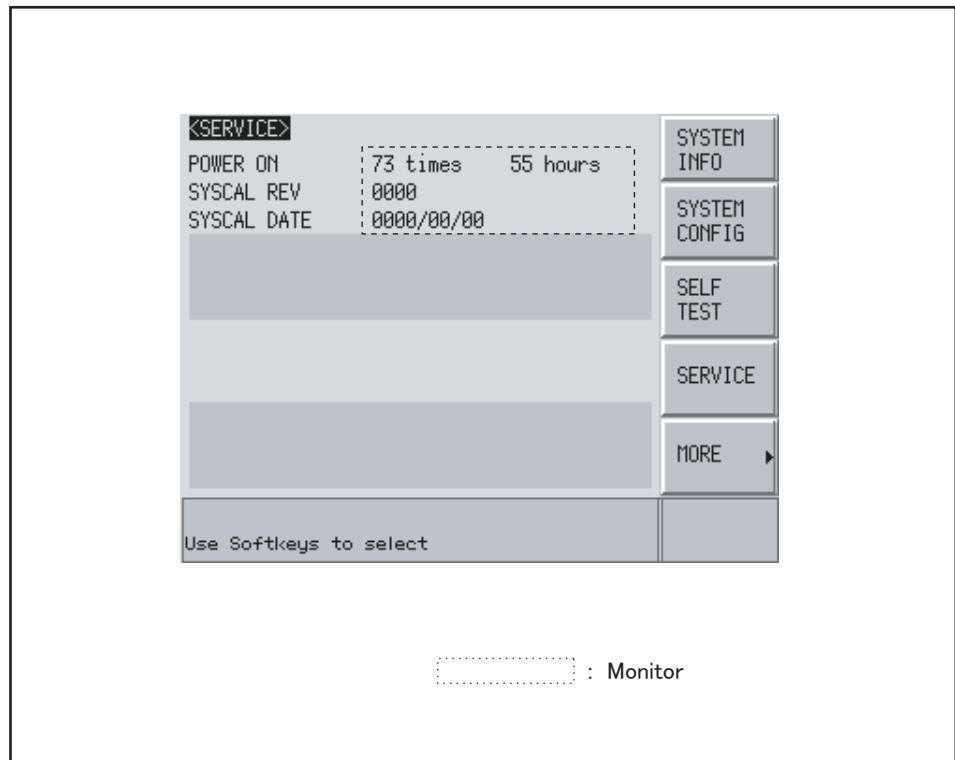 <SERVICE>
POWER ON 73 times 55 hours
SYSCAL REV 0000
SYSCAL DATE 0000/00/00
SYSTEM
INFO
SYSTEM
CONFIG
SELF
TEST
SERVICE
MORE
Use Softkeys to select
: Monitor